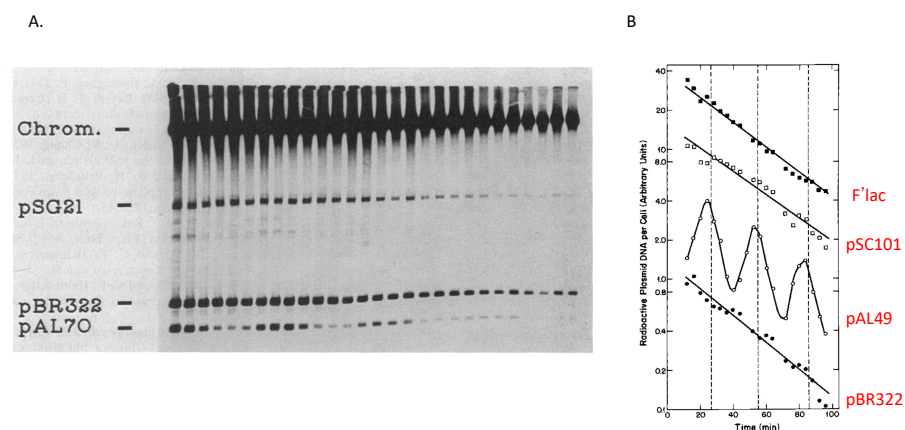 A.
B
Chrom.
pSG21
pBR322
pAL70
Radioactive Plasmid DNA per Cell (Arbitrary Units)
40
20
10
8.0
4.0
2.0
1.0
0.8
0.4
0.2
0.1
0 20 40 60 80 100
Time (min)
F'lac
pSC101
pAL49
pBR322